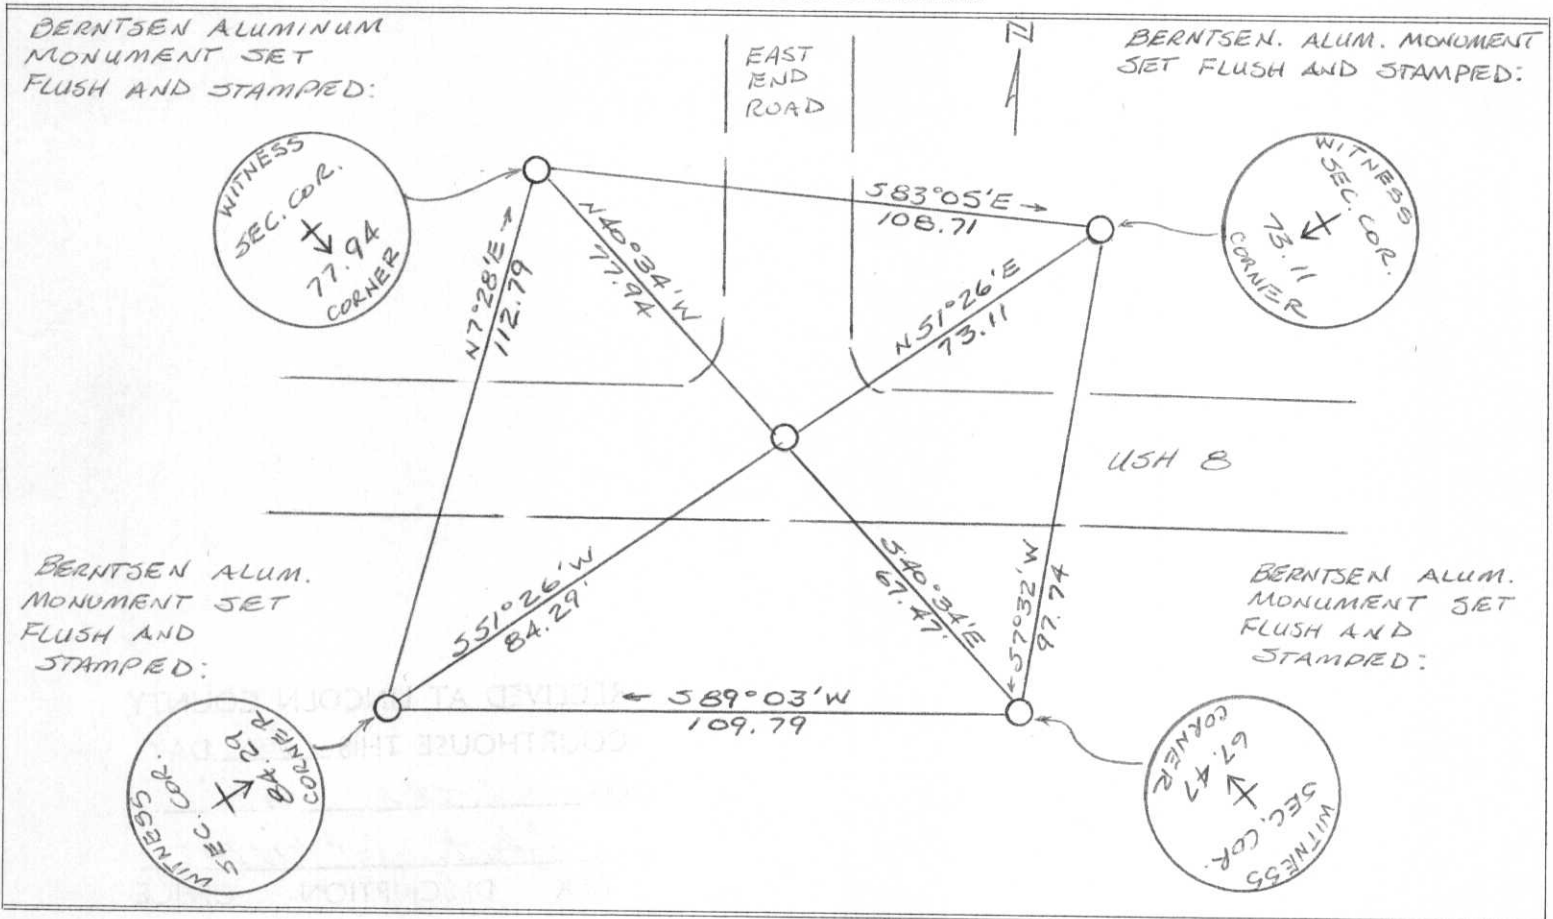 BERNTSEN ALUMINUM
MONUMENT SET
FLUSH AND STAMPED:
EAST
END
ROAD
N
BERNTSEN. ALUM. MONUMENT
SET FLUSH AND STAMPED:
WITNESS
SEC. COR.
77.94
CORNER
WITNESS
SEC. COR.
73.11
CORNER
S83°05'E →
108.71
N40°34'W
77.94
N7°28'E →
112.79
N51°26'E
73.11
USH 8
S51°26'W
84.29'
S40°34'E
67.47'
← S7°32'W
97.74
← S89°03'W
109.79
BERNTSEN ALUM.
MONUMENT SET
FLUSH AND
STAMPED:
BERNTSEN ALUM.
MONUMENT SET
FLUSH AND
STAMPED:
WITNESS
SEC. COR.
84.29
CORNER
WITNESS
SEC. COR.
67.47
CORNER
RECEIVED AT LINCOLN COUNTY
COURTHOUSE THIS DAY